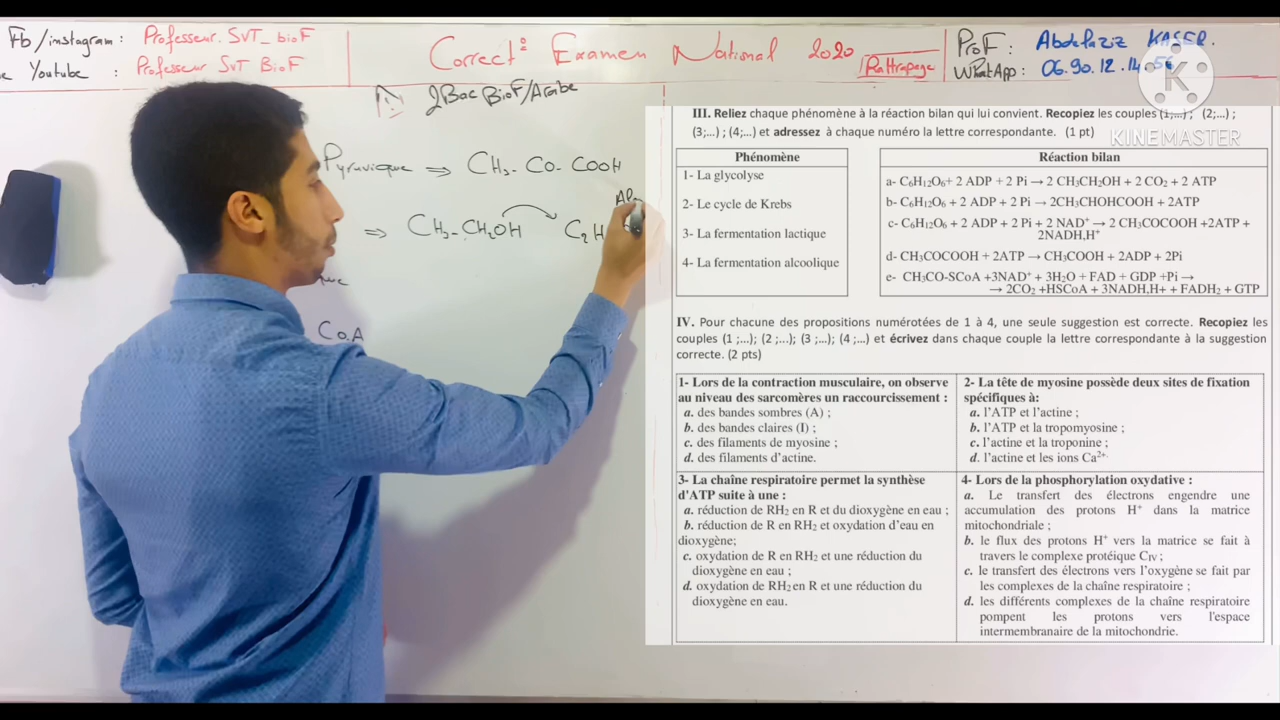 Fb/instagram: Professeur.SVT_bioF
Youtube : Professeur SVT BioF
Correct° Examen National 2020
Rattrapage
Prof: Abdelaziz KASER.
WhatApp: 06.90.12.14.56
2Bac BioF/Arabe
KINEMASTER
Pyruvique ⇒ CH3-CO-COOH
⇒ CH3-CH2OH C2H
Co.A
III. Reliez chaque phénomène à la réaction bilan qui lui convient. Recopiez les couples (1;...) ; (2;...) ;
(3;...) ; (4;...) et adressez à chaque numéro la lettre correspondante. (1 pt)
Phénomène
1- La glycolyse
2- Le cycle de Krebs
3- La fermentation lactique
4- La fermentation alcoolique
Réaction bilan
a- C6H12O6+ 2 ADP + 2 Pi → 2 CH3CH2OH + 2 CO2 + 2 ATP
b- C6H12O6 + 2 ADP + 2 Pi → 2CH3CHOHCOOH + 2ATP
c- C6H12O6 + 2 ADP + 2 Pi + 2 NAD+ → 2 CH3COCOOH +2ATP +
2NADH,H+
d- CH3COCOOH + 2ATP → CH3COOH + 2ADP + 2Pi
e- CH3CO-SCoA +3NAD+ + 3H2O + FAD + GDP +Pi →
→ 2CO2 +HSCoA + 3NADH,H+ + FADH2 + GTP
IV. Pour chacune des propositions numérotées de 1 à 4, une seule suggestion est correcte. Recopiez les
couples (1 ;...); (2 ;...); (3 ;...); (4 ;...) et écrivez dans chaque couple la lettre correspondante à la suggestion
correcte. (2 pts)
1- Lors de la contraction musculaire, on observe
au niveau des sarcomères un raccourcissement :
a. des bandes sombres (A) ;
b. des bandes claires (I) ;
c. des filaments de myosine ;
d. des filaments d'actine.
2- La tête de myosine possède deux sites de fixation
spécifiques à:
a. l'ATP et l'actine ;
b. l'ATP et la tropomyosine ;
c. l'actine et la troponine ;
d. l'actine et les ions Ca2+.
3- La chaîne respiratoire permet la synthèse
d'ATP suite à une :
a. réduction de RH2 en R et du dioxygène en eau ;
b. réduction de R en RH2 et oxydation d'eau en
dioxygène;
c. oxydation de R en RH2 et une réduction du
dioxygène en eau ;
d. oxydation de RH2 en R et une réduction du
dioxygène en eau.
4- Lors de la phosphorylation oxydative :
a. Le transfert des électrons engendre une
accumulation des protons H+ dans la matrice
mitochondriale ;
b. le flux des protons H+ vers la matrice se fait à
travers le complexe protéique CIV ;
c. le transfert des électrons vers l'oxygène se fait par
les complexes de la chaîne respiratoire ;
d. les différents complexes de la chaîne respiratoire
pompent les protons vers l'espace
intermembranaire de la mitochondrie.